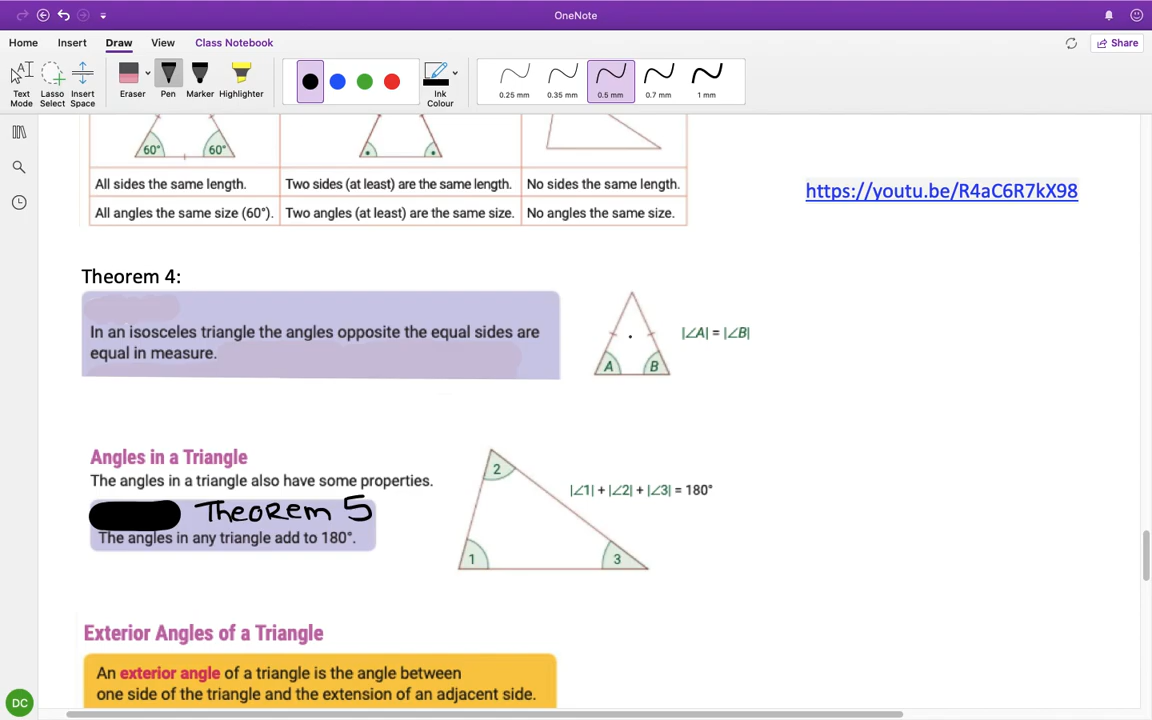 OneNote
Home Insert Draw View Class Notebook Share
Text Mode
Lasso Select
Insert Space
Eraser
Pen
Marker
Highlighter
Ink Colour
0.25 mm
0.35 mm
0.5 mm
0.7 mm
1 mm
60° 60°
All sides the same length. Two sides (at least) are the same length. No sides the same length.
All angles the same size (60°). Two angles (at least) are the same size. No angles the same size.
https://youtu.be/R4aC6R7kX98
Theorem 4:
In an isosceles triangle the angles opposite the equal sides are
equal in measure.
A B
|∠A| = |∠B|
Angles in a Triangle
The angles in a triangle also have some properties.
Theorem 5
The angles in any triangle add to 180°.
2
1 3
|∠1| + |∠2| + |∠3| = 180°
Exterior Angles of a Triangle
An exterior angle of a triangle is the angle between
one side of the triangle and the extension of an adjacent side.
DC